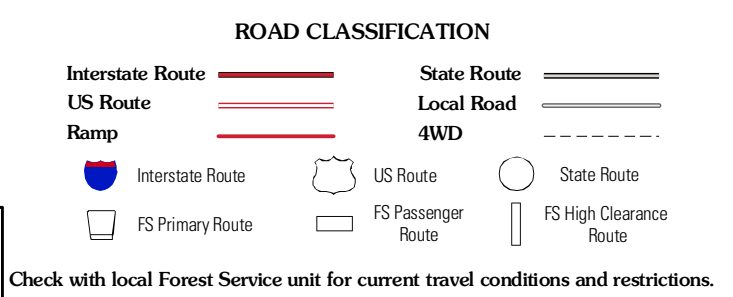 ROAD CLASSIFICATION
Interstate Route State Route
US Route Local Road
Ramp 4WD
Interstate Route US Route State Route
FS Primary Route FS Passenger Route FS High Clearance Route
Check with local Forest Service unit for current travel conditions and restrictions.